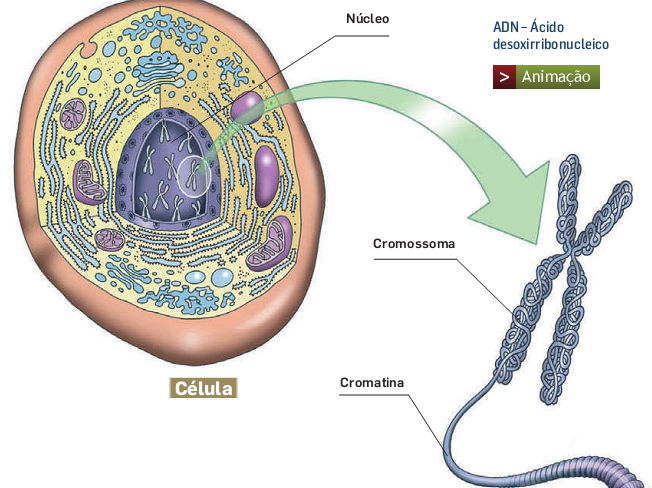 Núcleo
ADN – Ácido
desoxirribonucleico
> Animação
Cromossoma
Cromatina
Célula